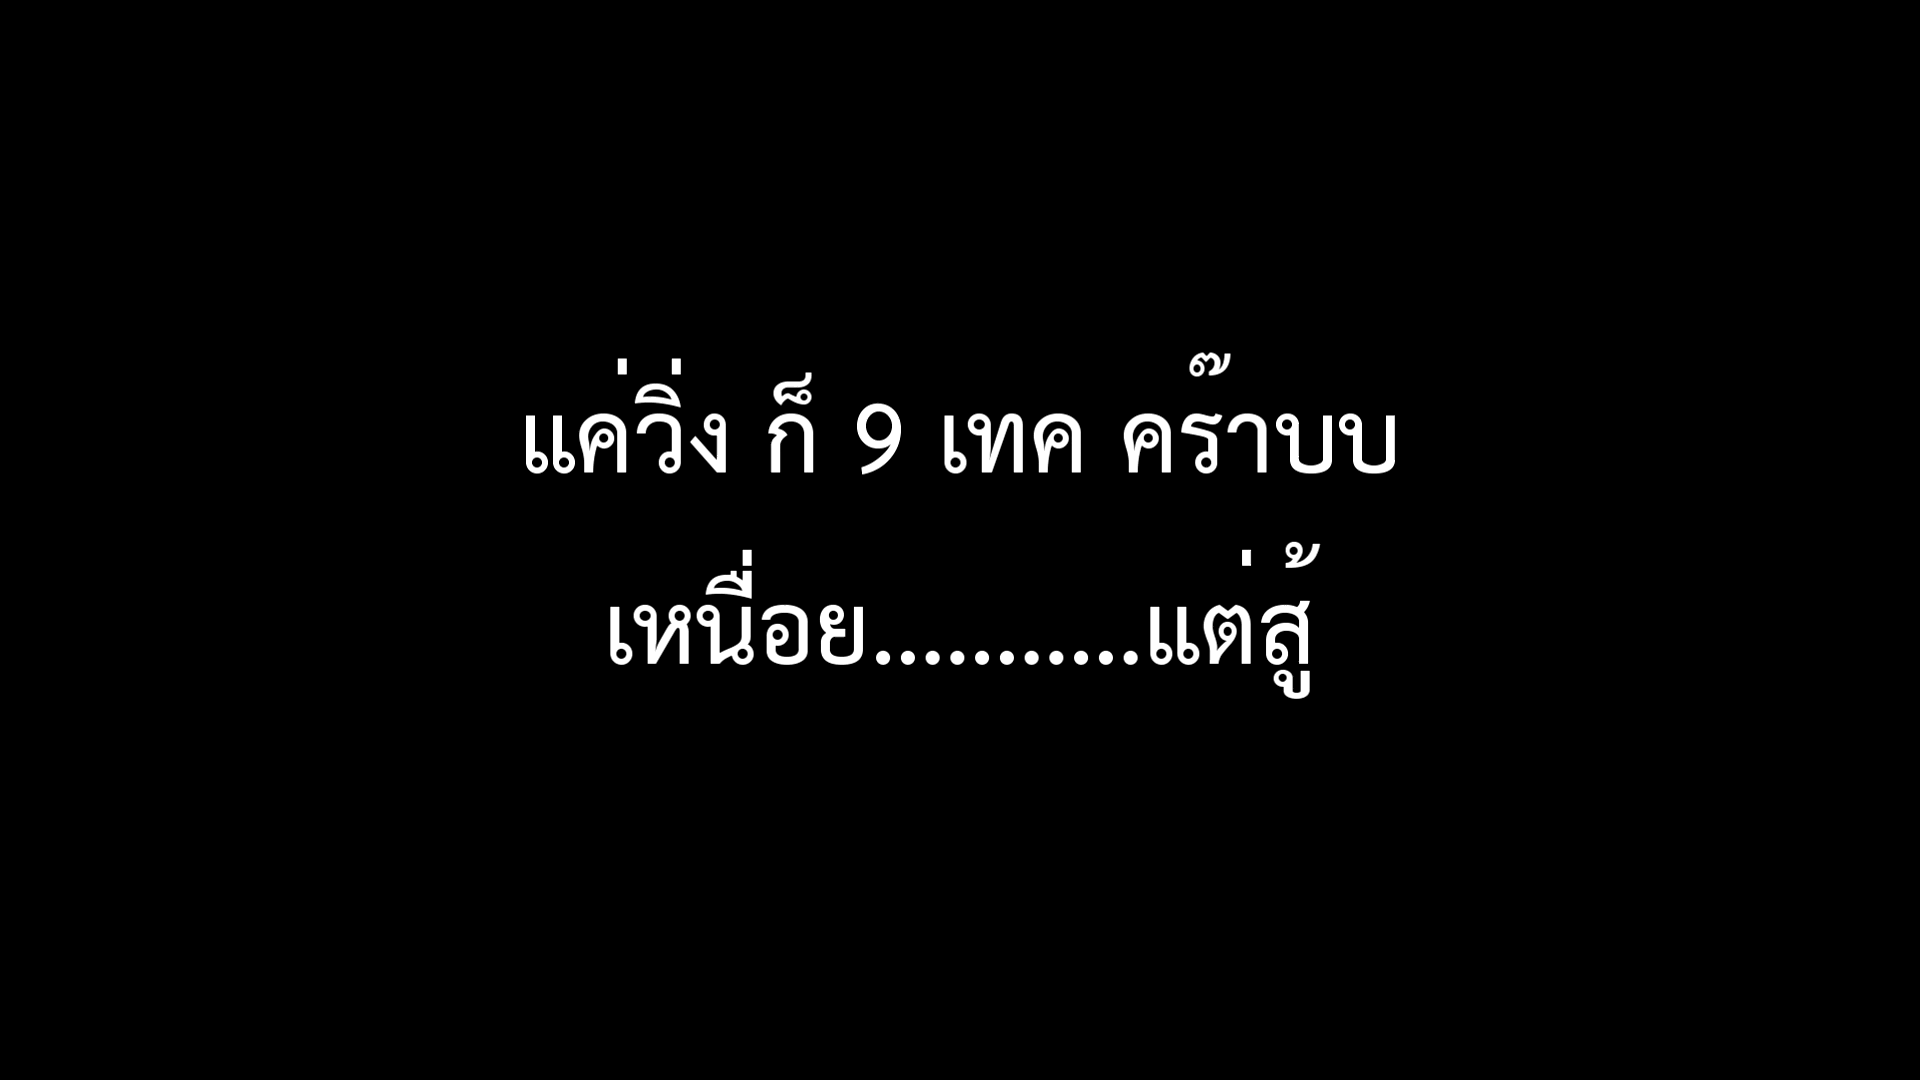 แค่วิ่ง ก็ 9 เทค คร๊าบบ
เหนื่อย...........แต่สู้